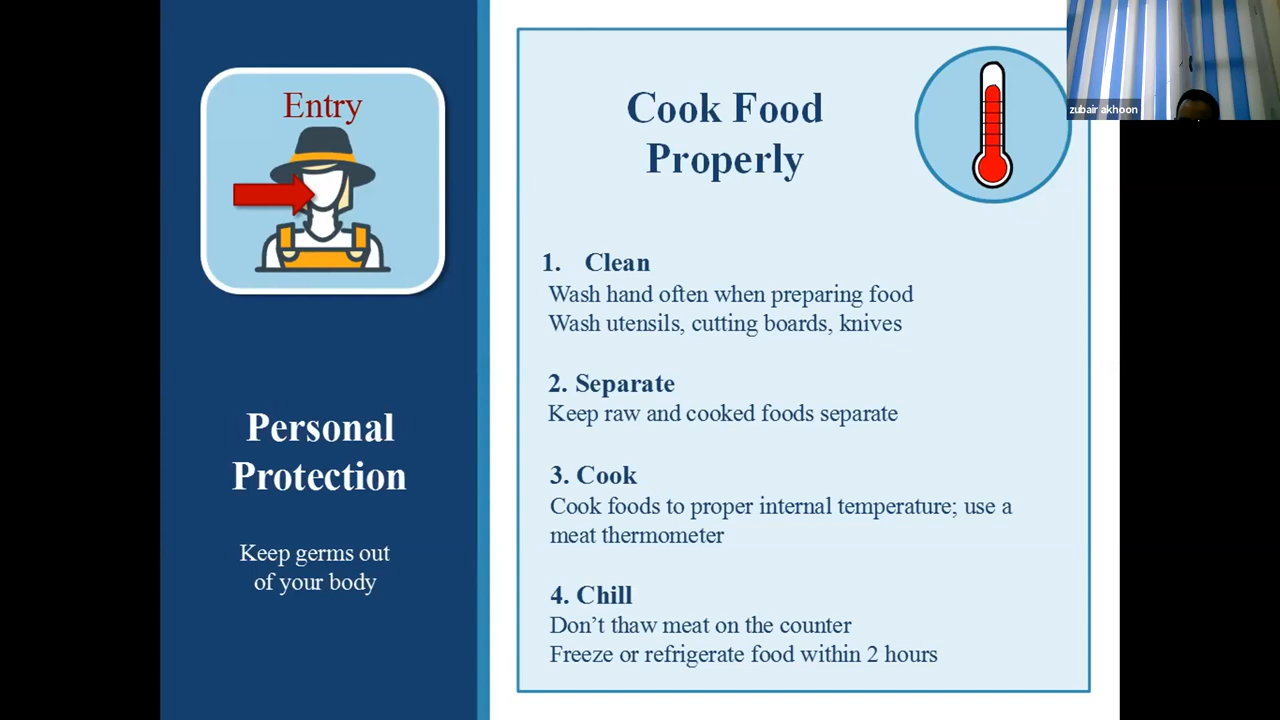 Entry
Personal
Protection
Keep germs out
of your body
Cook Food
Properly
1. Clean
Wash hand often when preparing food
Wash utensils, cutting boards, knives
2. Separate
Keep raw and cooked foods separate
3. Cook
Cook foods to proper internal temperature; use a
meat thermometer
4. Chill
Don’t thaw meat on the counter
Freeze or refrigerate food within 2 hours
zubair akhoon